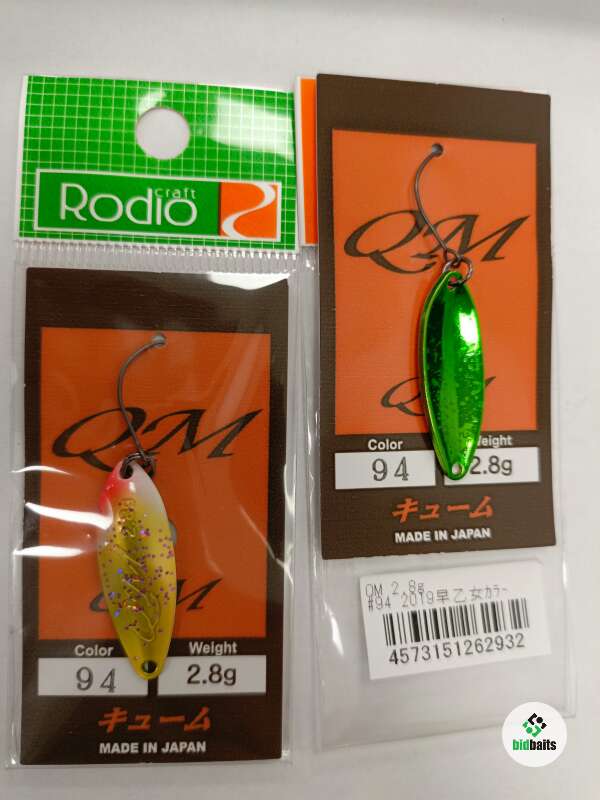 craft
Rodio
QM
QM
Color
Weight
94
2.8g
キューム
MADE IN JAPAN
QM
QM
Color
Weight
94
2.8g
キューム
MADE IN JAPAN
QM 2.8g
#94 2019早乙女ｶﾗｰ
4573151262932
bidbaits